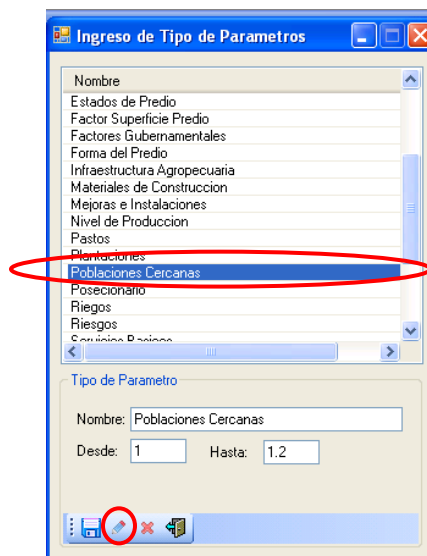 Ingreso de Tipo de Parametros
Nombre
Estados de Predio
Factor Superficie Predio
Factores Gubernamentales
Forma del Predio
Infraestructura Agropecuaria
Materiales de Construccion
Mejoras e Instalaciones
Nivel de Produccion
Pastos
Plantaciones
Poblaciones Cercanas
Posecionario
Riegos
Riesgos
Servicios Basicos
Tipo de Parametro
Nombre: Poblaciones Cercanas
Desde: 1 Hasta: 1.2